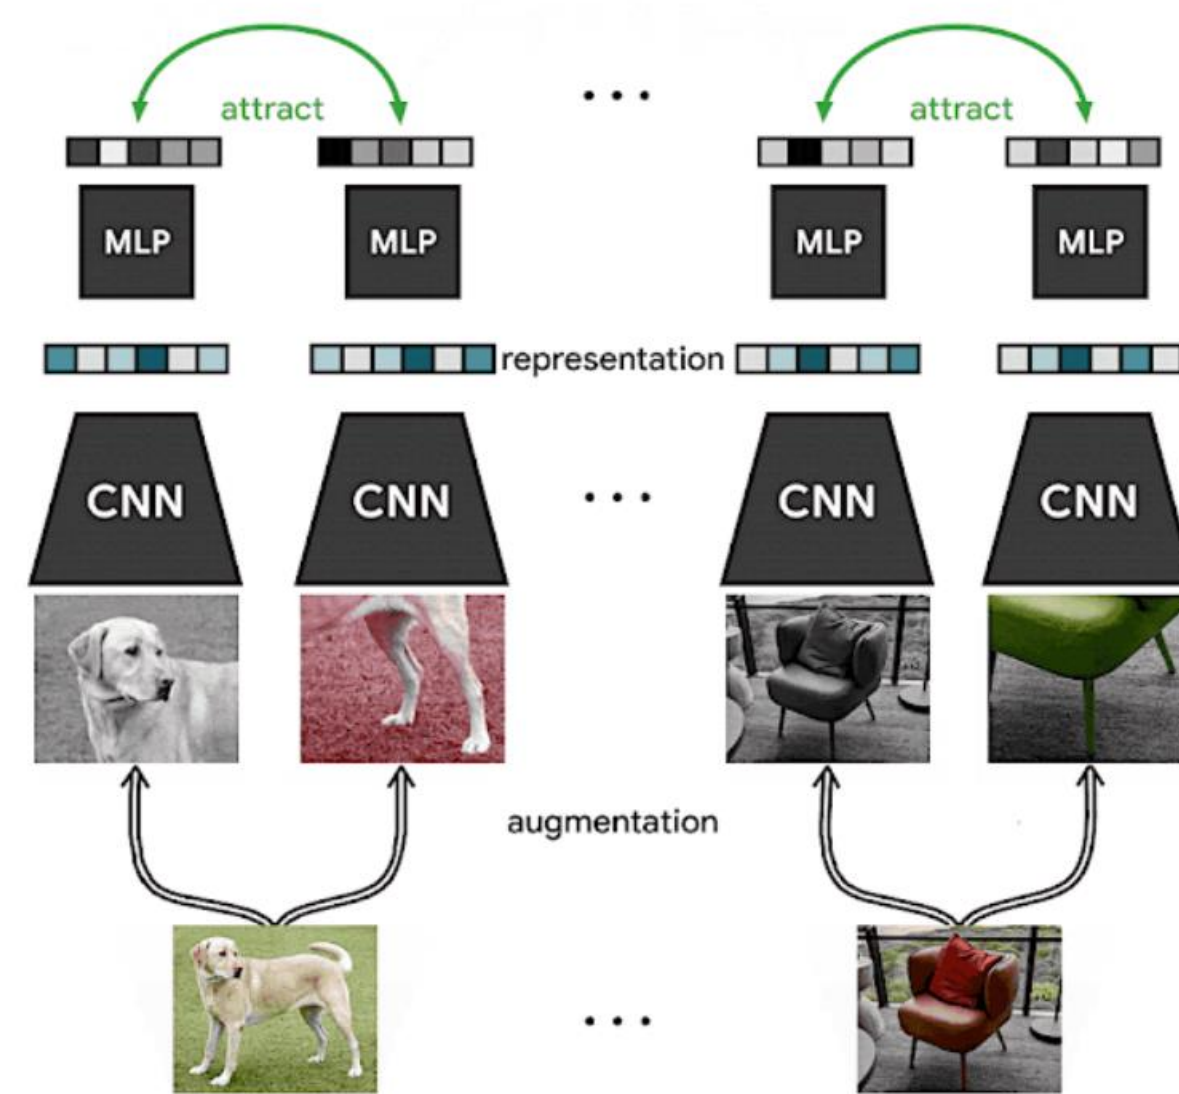 attract
attract
MLP
MLP
MLP
MLP
representation
CNN
CNN
CNN
CNN
augmentation